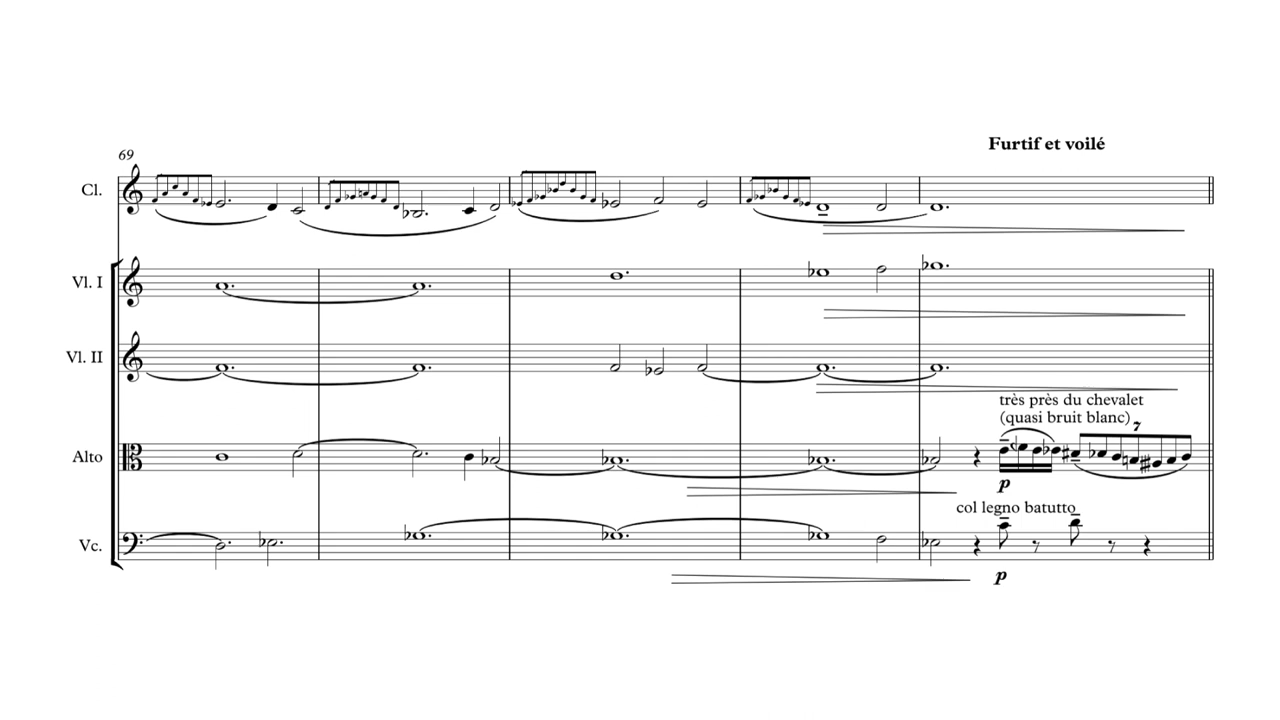 Furtif et voilé
69
Cl.
Vl. I
Vl. II
très près du chevalet
(quasi bruit blanc)
7
Alto
p
col legno batutto
Vc.
p